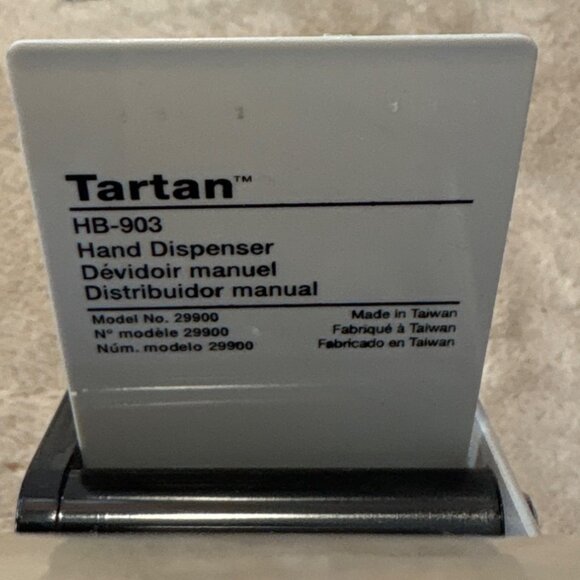 Tartan™
HB-903
Hand Dispenser
Dévidoir manuel
Distribuidor manual
Model No. 29900 Made in Taiwan
N° modèle 29900 Fabriqué à Taiwan
Núm. modelo 29900 Fabricado en Taiwan